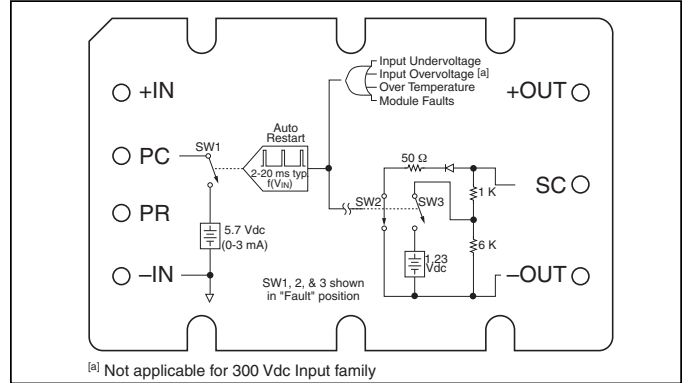 Input Undervoltage
Input Overvoltage [a]
Over Temperature
Module Faults
+IN
+OUT
Auto
Restart
SW1
PC
2-20 ms typ
f(VIN)
50 Ω
SC
1 K
SW2
SW3
PR
5.7 Vdc
(0-3 mA)
6 K
1.23
Vdc
–IN
–OUT
SW1, 2, & 3 shown
in "Fault" position
[a] Not applicable for 300 Vdc Input family